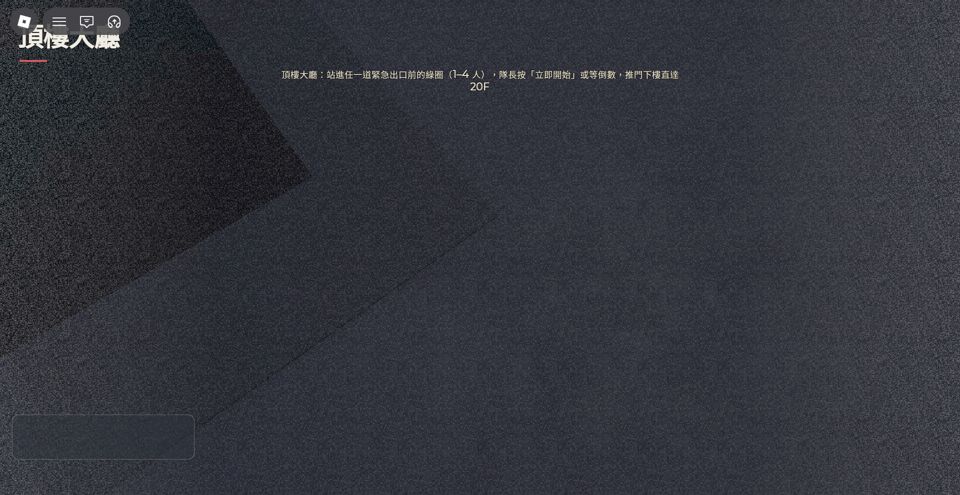 頂樓大廳
頂樓大廳：站進任一道緊急出口前的綠圈（1–4 人），隊長按「立即開始」或等倒數，推門下樓直達
20F